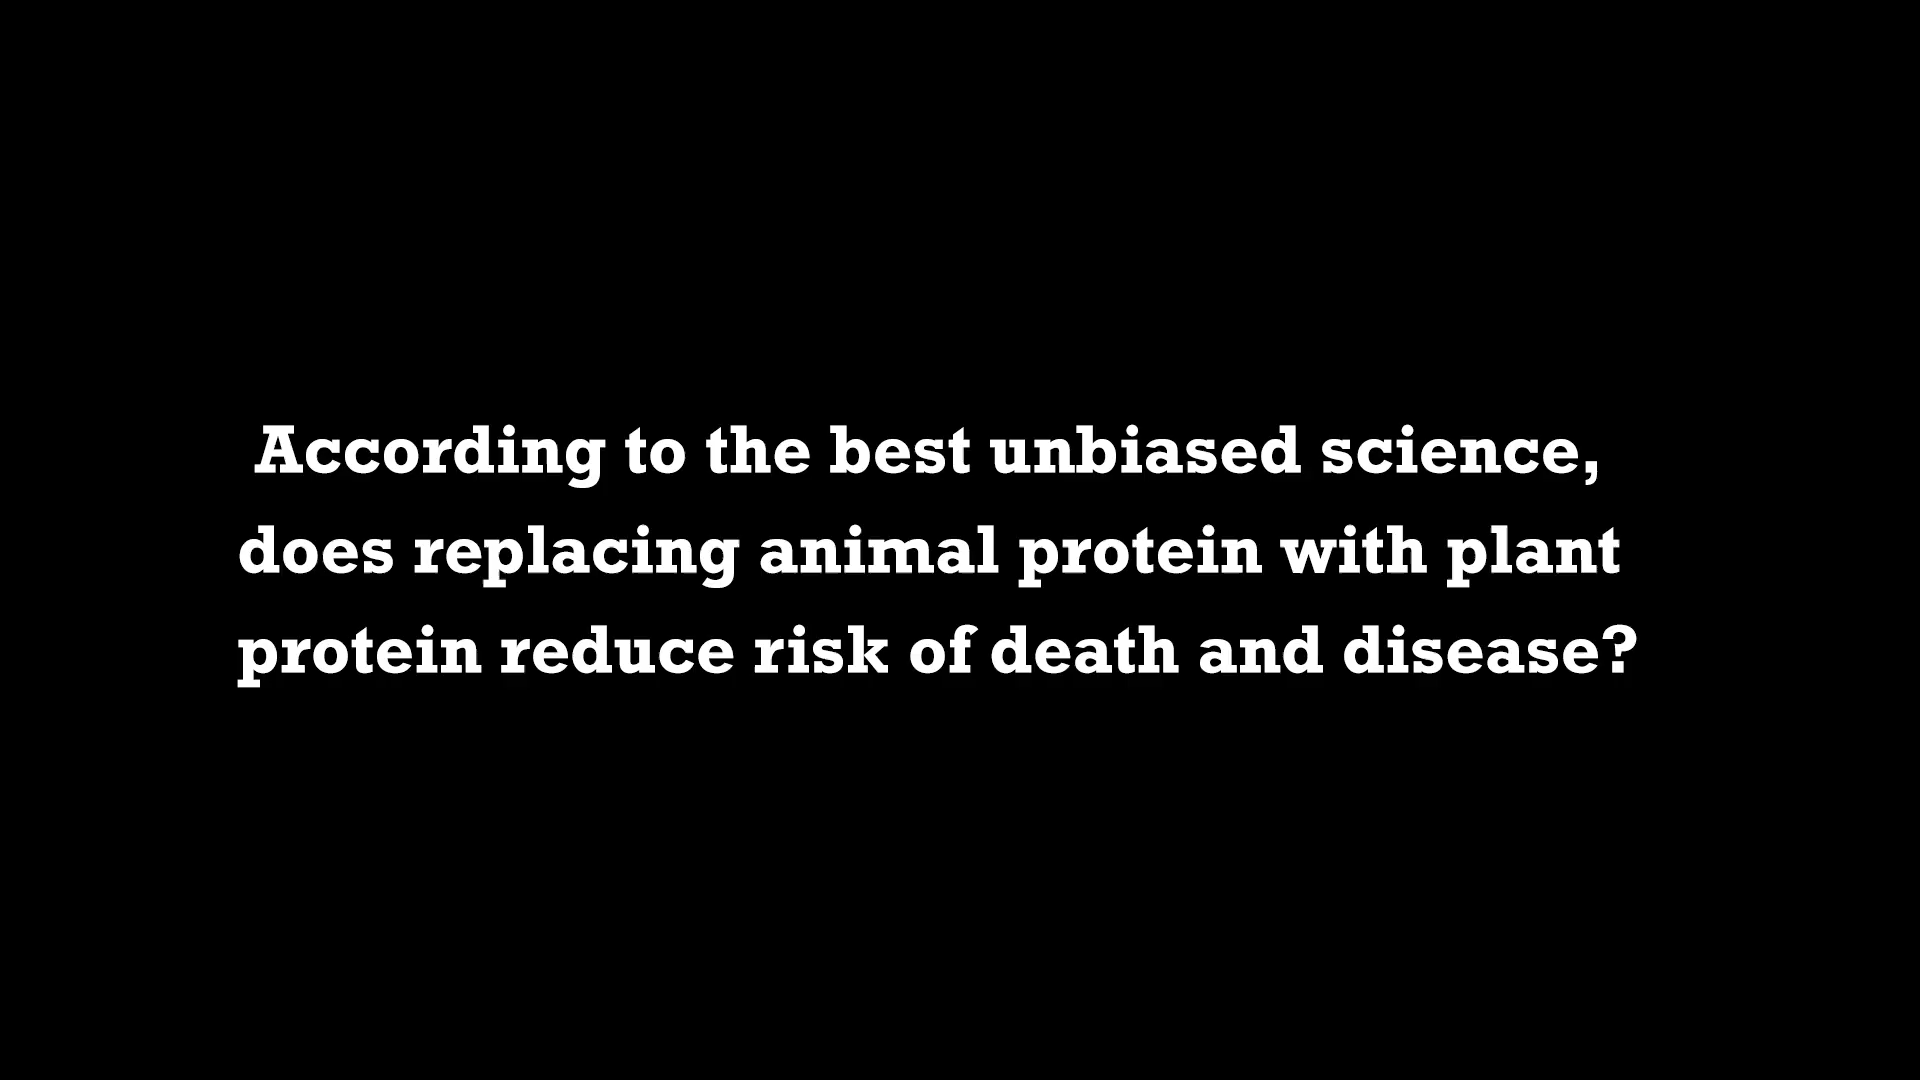 According to the best unbiased science,
does replacing animal protein with plant
protein reduce risk of death and disease?